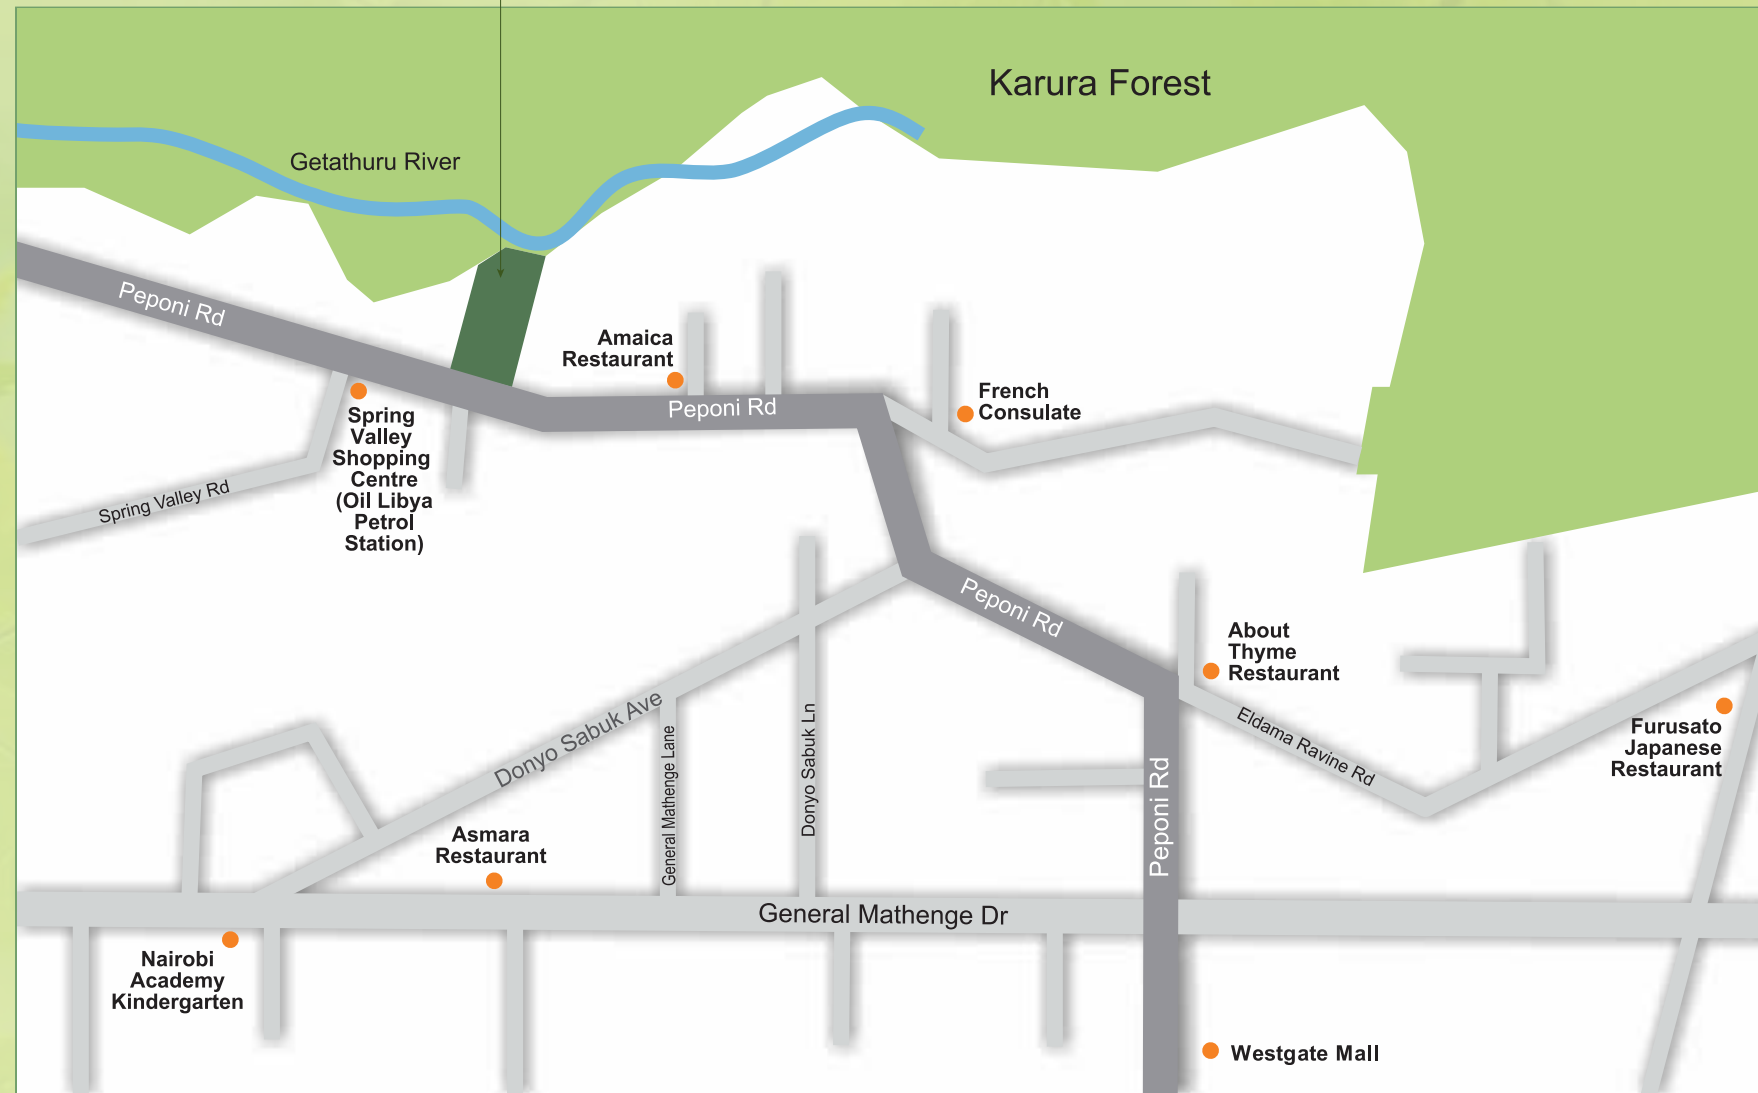 Karura Forest
Getathuru River
Peponi Rd
Amaica
Restaurant
Peponi Rd
French
Consulate
Spring
Valley
Shopping
Centre
(Oil Libya
Petrol
Station)
Spring Valley Rd
Peponi Rd
About
Thyme
Restaurant
Eldama Ravine Rd
Furusato
Japanese
Restaurant
Donyo Sabuk Ave
General Mathenge Lane
Donyo Sabuk Ln
Peponi Rd
Asmara
Restaurant
General Mathenge Dr
Nairobi
Academy
Kindergarten
Westgate Mall